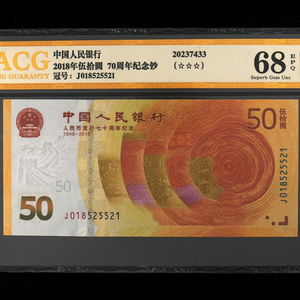 ACG
NG GUARANTY
中国人民银行
2018年伍拾圆 70周年纪念钞
冠号：J018525521
20237433
(☆☆☆)
68
EPQ
Superb Gem Unc
中国人民银行
人民币发行七十周年纪念
1948-2018
50
伍拾圆
50
50
J018525521
J018525521